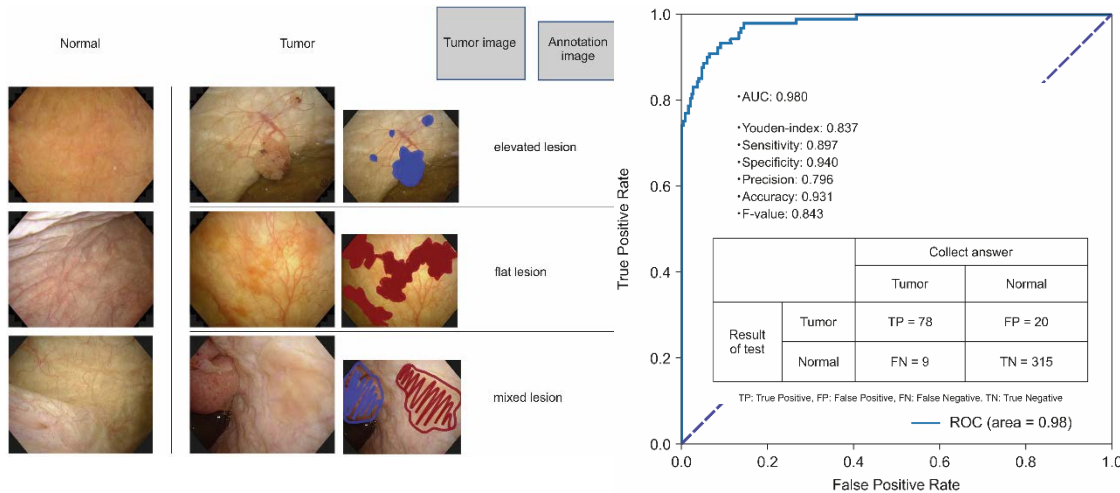 Normal
Tumor
Tumor image
Annotation
image
elevated lesion
flat lesion
mixed lesion
True Positive Rate
1.0
0.8
0.6
0.4
0.2
0.0
・AUC: 0.980
・Youden-index: 0.837
・Sensitivity: 0.897
・Specificity: 0.940
・Precision: 0.796
・Accuracy: 0.931
・F-value: 0.843
Collect answer
Tumor Normal
Result
of test
Tumor TP = 78 FP = 20
Normal FN = 9 TN = 315
TP: True Positive, FP: False Positive, FN: False Negative. TN: True Negative
ROC (area = 0.98)
0.0 0.2 0.4 0.6 0.8 1.0
False Positive Rate